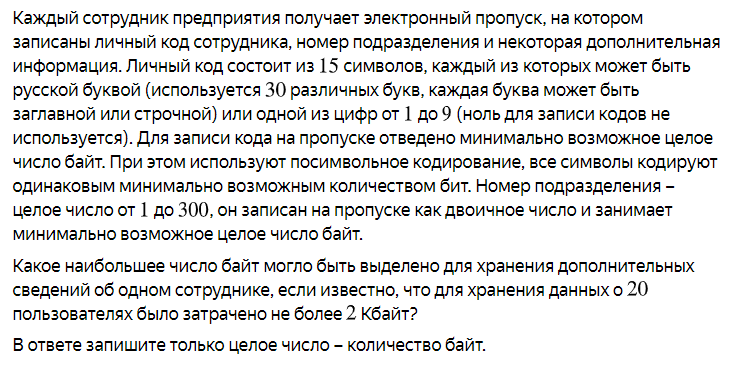 Каждый сотрудник предприятия получает электронный пропуск, на котором
записаны личный код сотрудника, номер подразделения и некоторая дополнительная
информация. Личный код состоит из 15 символов, каждый из которых может быть
русской буквой (используется 30 различных букв, каждая буква может быть
заглавной или строчной) или одной из цифр от 1 до 9 (ноль для записи кодов не
используется). Для записи кода на пропуске отведено минимально возможное целое
число байт. При этом используют посимвольное кодирование, все символы кодируют
одинаковым минимально возможным количеством бит. Номер подразделения –
целое число от 1 до 300, он записан на пропуске как двоичное число и занимает
минимально возможное целое число байт.
Какое наибольшее число байт могло быть выделено для хранения дополнительных
сведений об одном сотруднике, если известно, что для хранения данных о 20
пользователях было затрачено не более 2 Кбайт?
В ответе запишите только целое число – количество байт.